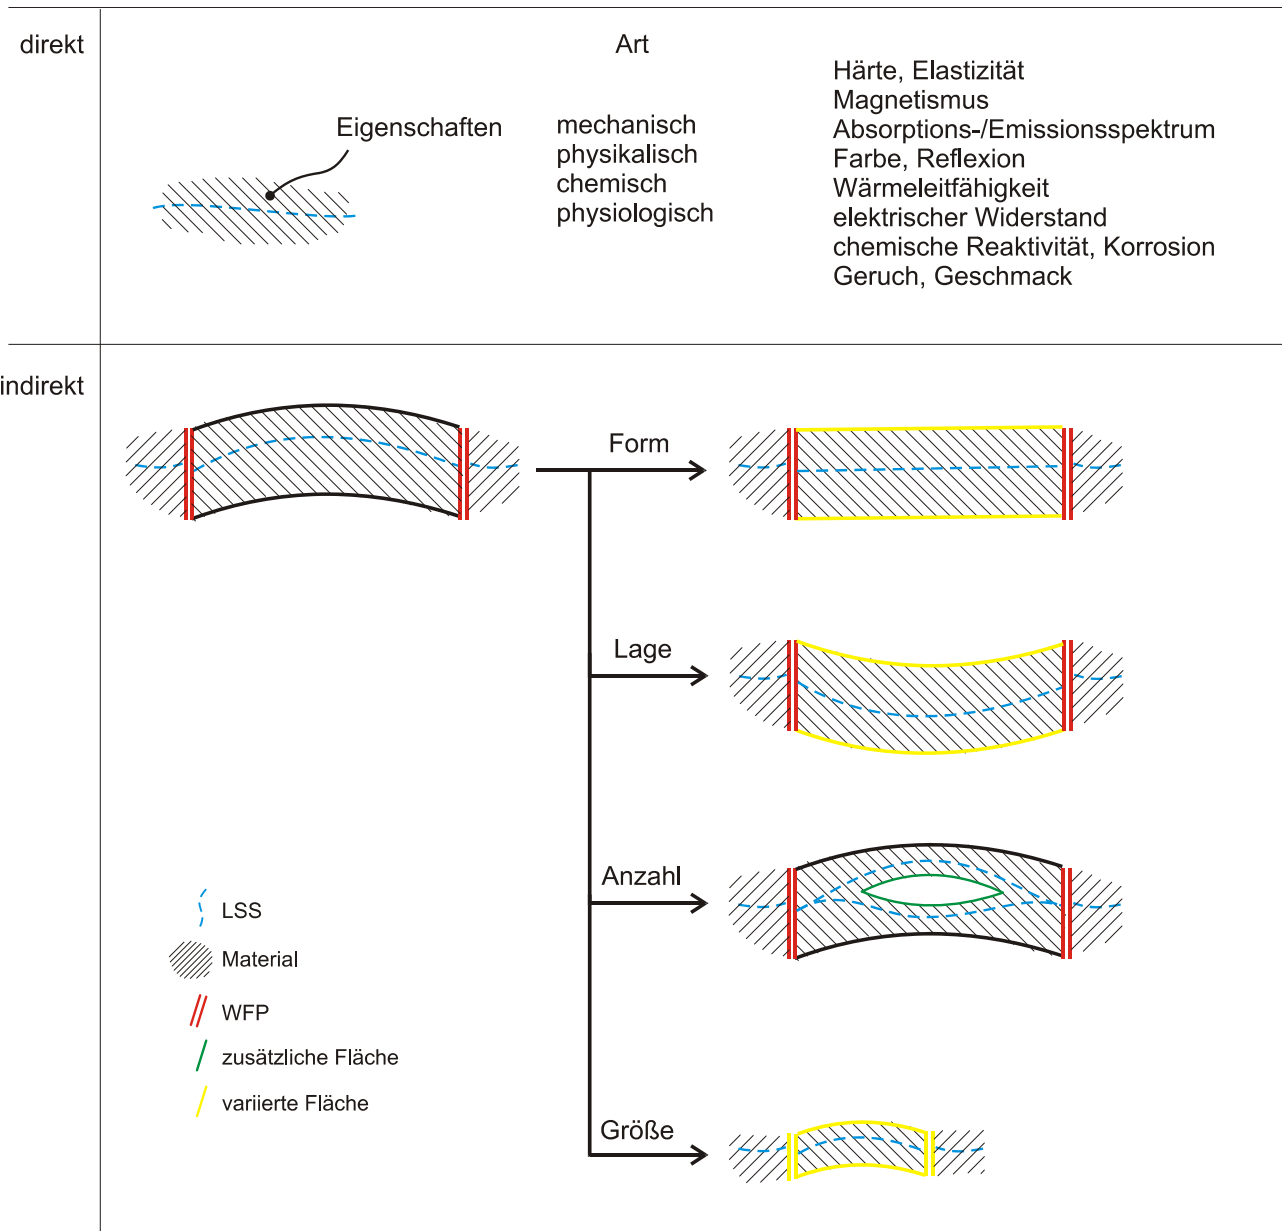 direkt
Art
Eigenschaften
mechanisch
physikalisch
chemisch
physiologisch
Härte, Elastizität
Magnetismus
Absorptions-/Emissionsspektrum
Farbe, Reflexion
Wärmeleitfähigkeit
elektrischer Widerstand
chemische Reaktivität, Korrosion
Geruch, Geschmack
indirekt
Form
Lage
Anzahl
Größe
LSS
Material
WFP
zusätzliche Fläche
variierte Fläche